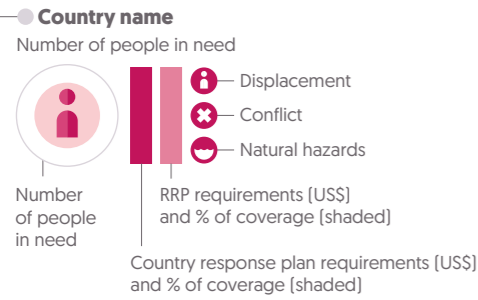 Country name
Number of people in need
Displacement
Conflict
Natural hazards
Number
of people
in need
RRP requirements (US$)
and % of coverage (shaded)
Country response plan requirements (US$)
and % of coverage (shaded)